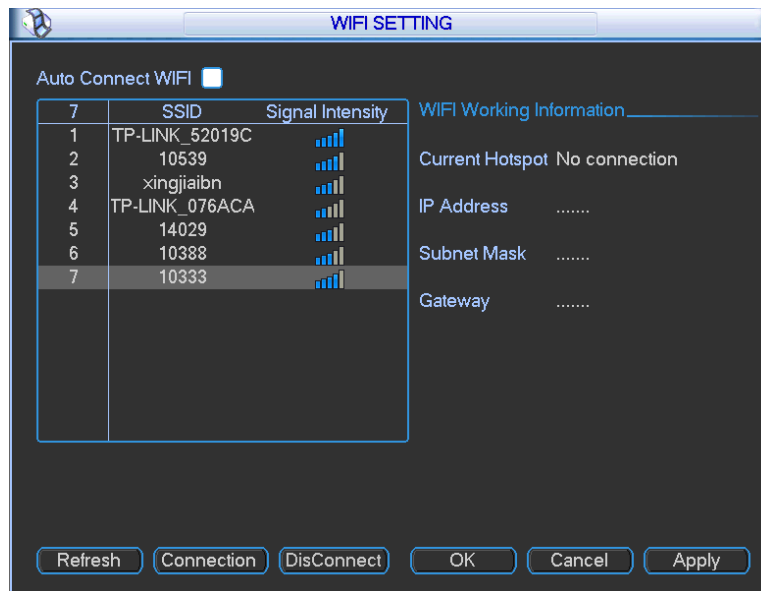 WIFI SETTING
Auto Connect WIFI
7 SSID Signal Intensity
1 TP-LINK_52019C
2 10539
3 xingjiaibn
4 TP-LINK_076ACA
5 14029
6 10388
7 10333
WIFI Working Information
Current Hotspot No connection
IP Address .......
Subnet Mask .......
Gateway .......
Refresh Connection DisConnect OK Cancel Apply